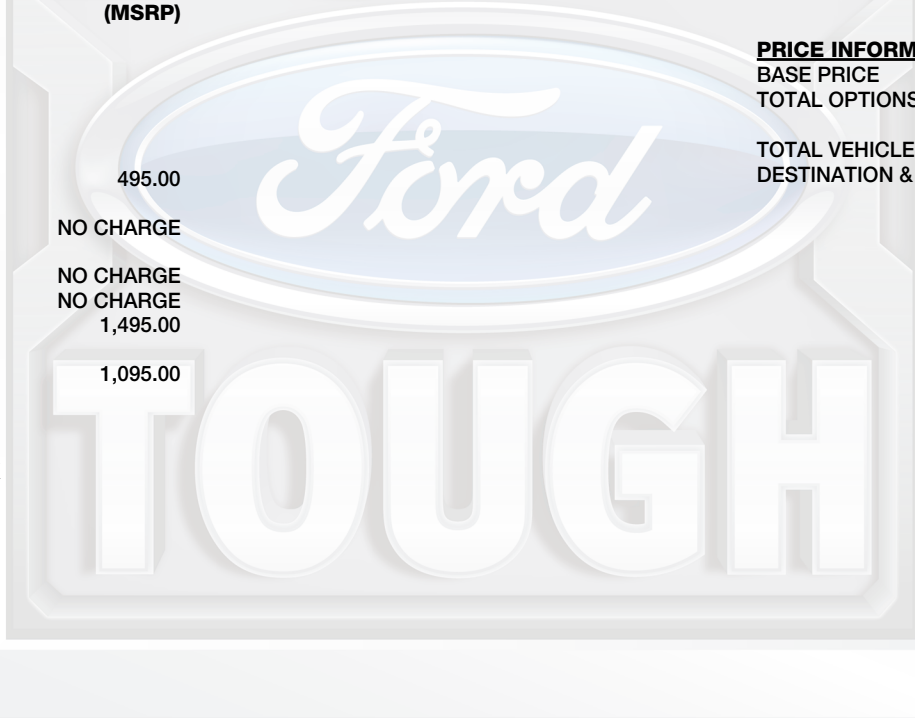 (MSRP)
495.00
NO CHARGE
NO CHARGE
NO CHARGE
1,495.00
1,095.00
PRICE INFORM
BASE PRICE
TOTAL OPTIONS
TOTAL VEHICLE
DESTINATION &
Ford
TOUGH